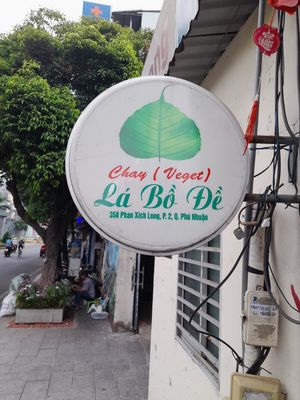 Chay ( Veget)
Lá Bồ Đề
358 Phan Xích Long, P. 2, Q. Phú Nhuận